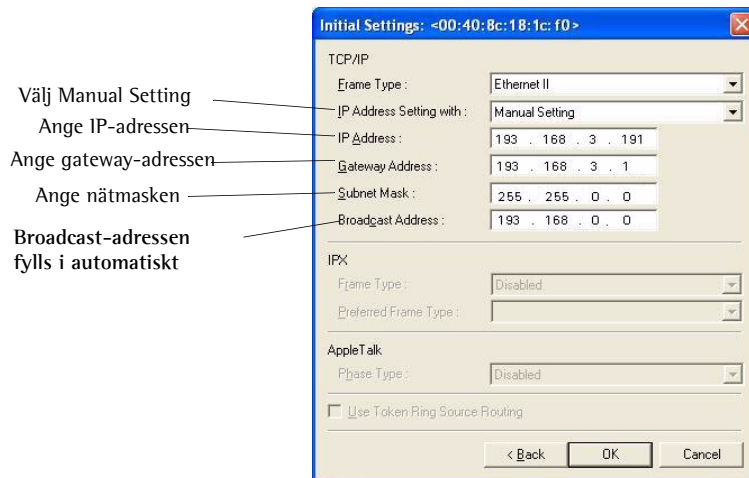 Initial Settings: <00:40:8c:18:1c:f0>
TCP/IP
Frame Type :
Ethernet II
Välj Manual Setting
IP Address Setting with :
Manual Setting
Ange IP-adressen
IP Address :
193 . 168 . 3 . 191
Ange gateway-adressen
Gateway Address :
193 . 168 . 3 . 1
Ange nätmasken
Subnet Mask :
255 . 255 . 0 . 0
Broadcast-adressen
fylls i automatiskt
Broadcast Address :
193 . 168 . 0 . 0
IPX
Frame Type :
Disabled
Preferred Frame Type :
AppleTalk
Phase Type :
Disabled
Use Token Ring Source Routing
< Back
OK
Cancel